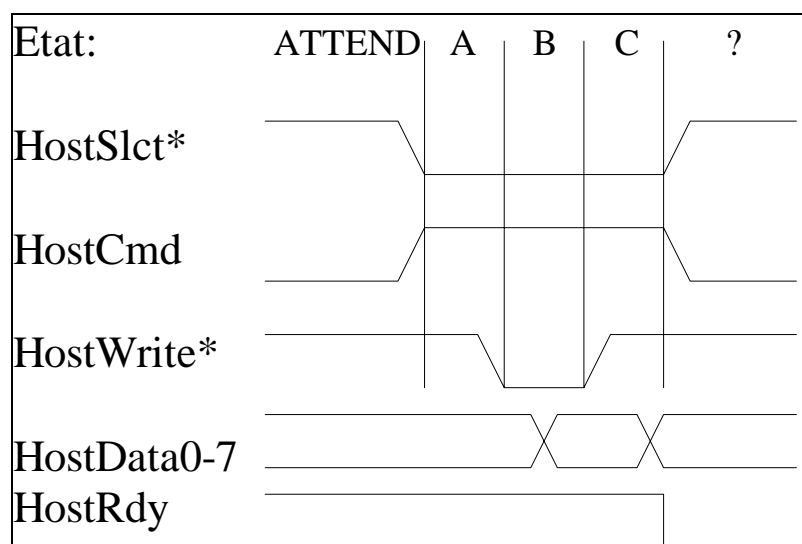 Etat: ATTEND A B C ?
HostSlct*
HostCmd
HostWrite*
HostData0-7
HostRdy